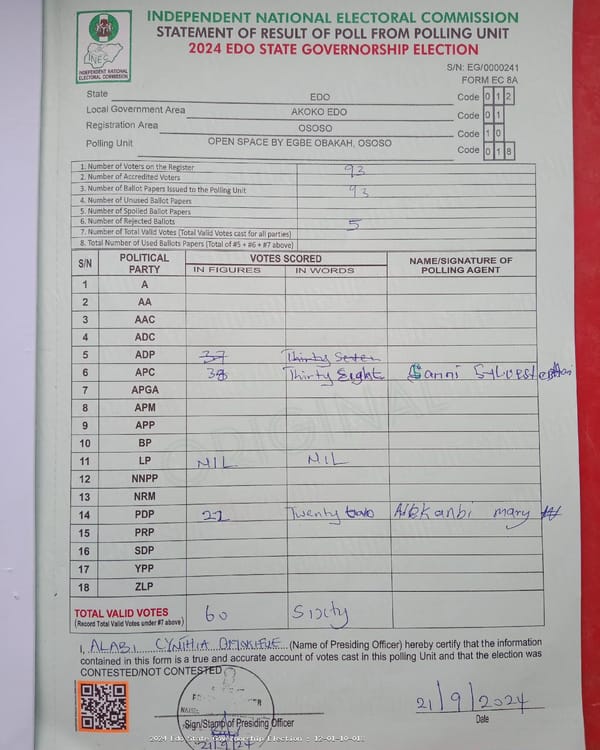 INDEPENDENT NATIONAL ELECTORAL COMMISSION
STATEMENT OF RESULT OF POLL FROM POLLING UNIT
2024 EDO STATE GOVERNORSHIP ELECTION
INEC
INDEPENDENT NATIONAL
ELECTORAL COMMISSION
S/N: EG/0000241
FORM EC 8A
State EDO Code 0 1 2
Local Government Area AKOKO EDO Code 0 1
Registration Area OSOSO Code 1 0
Polling Unit OPEN SPACE BY EGBE OBAKAH, OSOSO Code 0 1 8
1. Number of Voters on the Register 93
2. Number of Accredited Voters
3. Number of Ballot Papers Issued to the Polling Unit 93
4. Number of Unused Ballot Papers
5. Number of Spoiled Ballot Papers
6. Number of Rejected Ballots 5
7. Number of Total Valid Votes (Total Valid Votes cast for all parties)
8. Total Number of Used Ballots Papers (Total of #5 + #6 + #7 above)
S/N POLITICAL PARTY VOTES SCORED NAME/SIGNATURE OF POLLING AGENT
IN FIGURES IN WORDS
1 A
2 AA
3 AAC
4 ADC
5 ADP 37 Thirty Seven
6 APC 38 Thirty Eight Sanni Sylvester
7 APGA
8 APM
9 APP
10 BP
11 LP NIL NIL
12 NNPP
13 NRM
14 PDP 22 Twenty two mary
15 PRP
16 SDP
17 YPP
18 ZLP
ORIGINAL
TOTAL VALID VOTES 60 Sixty
(Record Total Valid Votes under #7 above)
I, ALABI CYNTHIA (Name of Presiding Officer) hereby certify that the information
contained in this form is a true and accurate account of votes cast in this polling Unit and that the election was
CONTESTED/NOT CONTESTED
21/9/2024
Sign/Stamp of Presiding Officer Date
2024 Edo State Governorship Election - 12-01-10-018
21/9/24